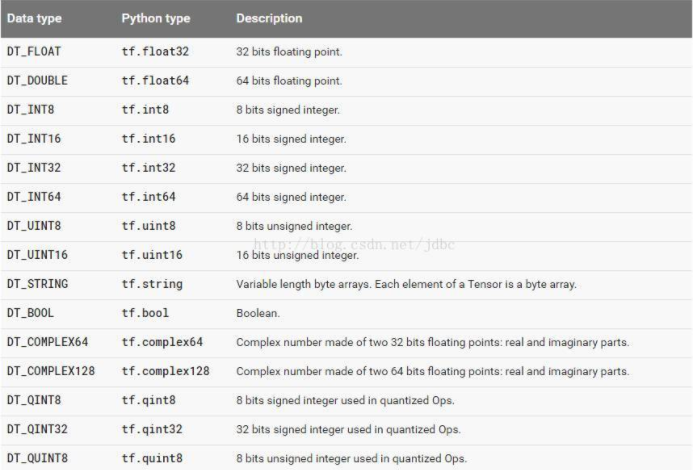 Data type Python type Description
DT_FLOAT tf.float32 32 bits floating point.
DT_DOUBLE tf.float64 64 bits floating point.
DT_INT8 tf.int8 8 bits signed integer.
DT_INT16 tf.int16 16 bits signed integer.
DT_INT32 tf.int32 32 bits signed integer.
DT_INT64 tf.int64 64 bits signed integer.
DT_UINT8 tf.uint8 8 bits unsigned integer.
http://blog.csdn.net/jdbc
DT_UINT16 tf.uint16 16 bits unsigned integer.
DT_STRING tf.string Variable length byte arrays. Each element of a Tensor is a byte array.
DT_BOOL tf.bool Boolean.
DT_COMPLEX64 tf.complex64 Complex number made of two 32 bits floating points: real and imaginary parts.
DT_COMPLEX128 tf.complex128 Complex number made of two 64 bits floating points: real and imaginary parts.
DT_QINT8 tf.qint8 8 bits signed integer used in quantized Ops.
DT_QINT32 tf.qint32 32 bits signed integer used in quantized Ops.
DT_QUINT8 tf.quint8 8 bits unsigned integer used in quantized Ops.